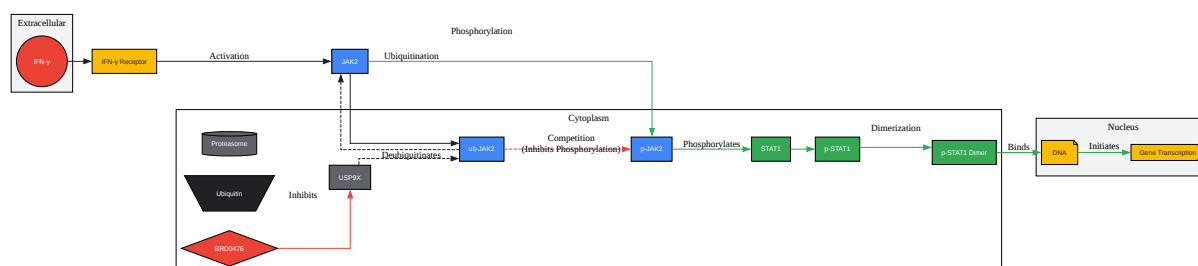 Extracellular
Phosphorylation
IFN-γ
IFN-γ Receptor
Activation
JAK2
Ubiquitination
Cytoplasm
Nucleus
Proteasome
Dimerization
Competition
(Inhibits Phosphorylation)
ub-JAK2
p-JAK2
Phosphorylates
STAT1
p-STAT1
p-STAT1 Dimer
Binds
DNA
Initiates
Gene Transcription
Deubiquitinates
USP9X
Ubiquitin
Inhibits
BRD0476